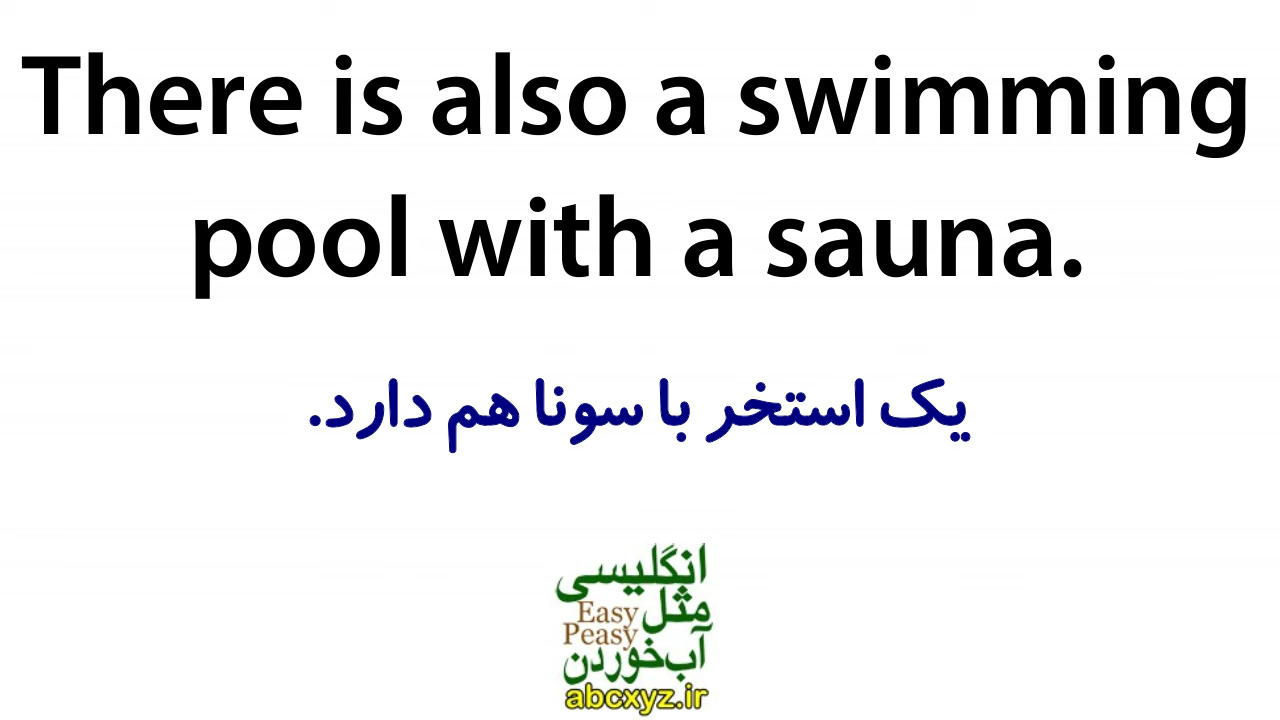 There is also a swimming
pool with a sauna.
یک استخر با سونا هم دارد.
انگلیسی
مثل
Easy
Peasy
آب‌خوردن
abcxyz.ir